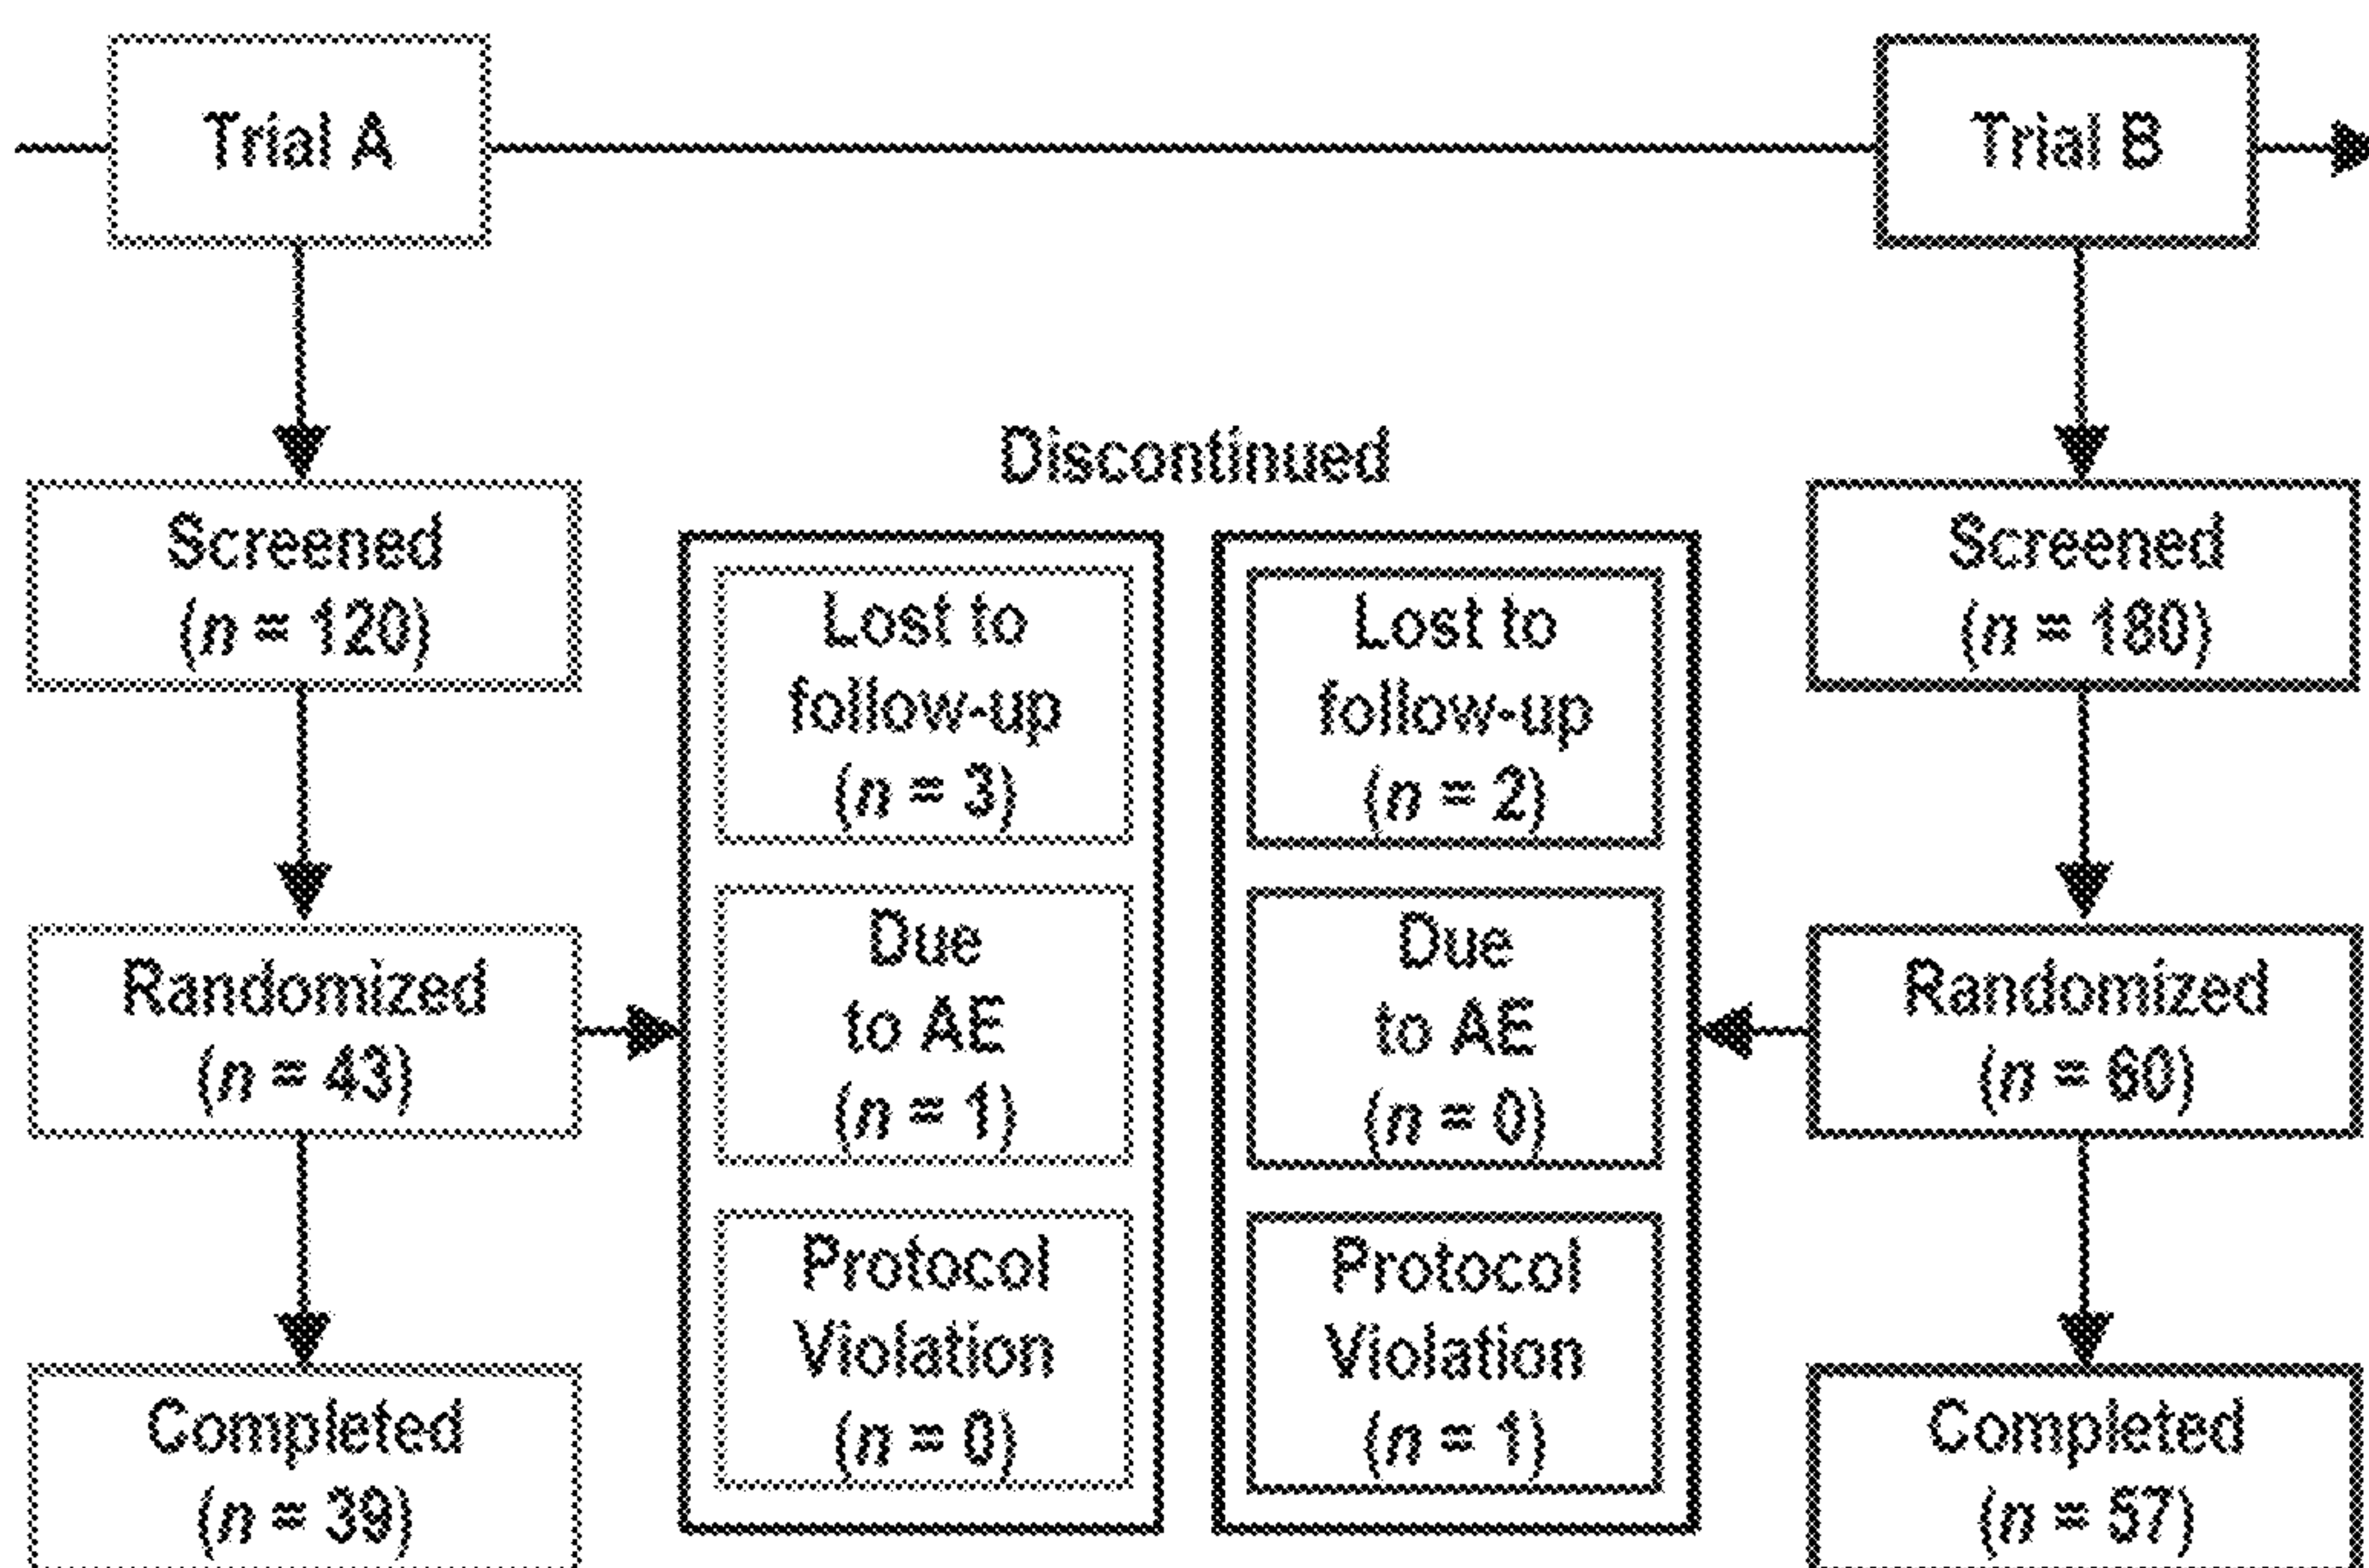 Trial A
Trial B
Screened
(n = 120)
Randomized
(n = 43)
Completed
(n = 39)
Discontinued
Lost to
follow-up
(n = 3)
Due
to AE
(n = 1)
Protocol
Violation
(n = 0)
Lost to
follow-up
(n = 2)
Due
to AE
(n = 0)
Protocol
Violation
(n = 1)
Screened
(n = 180)
Randomized
(n = 60)
Completed
(n = 57)